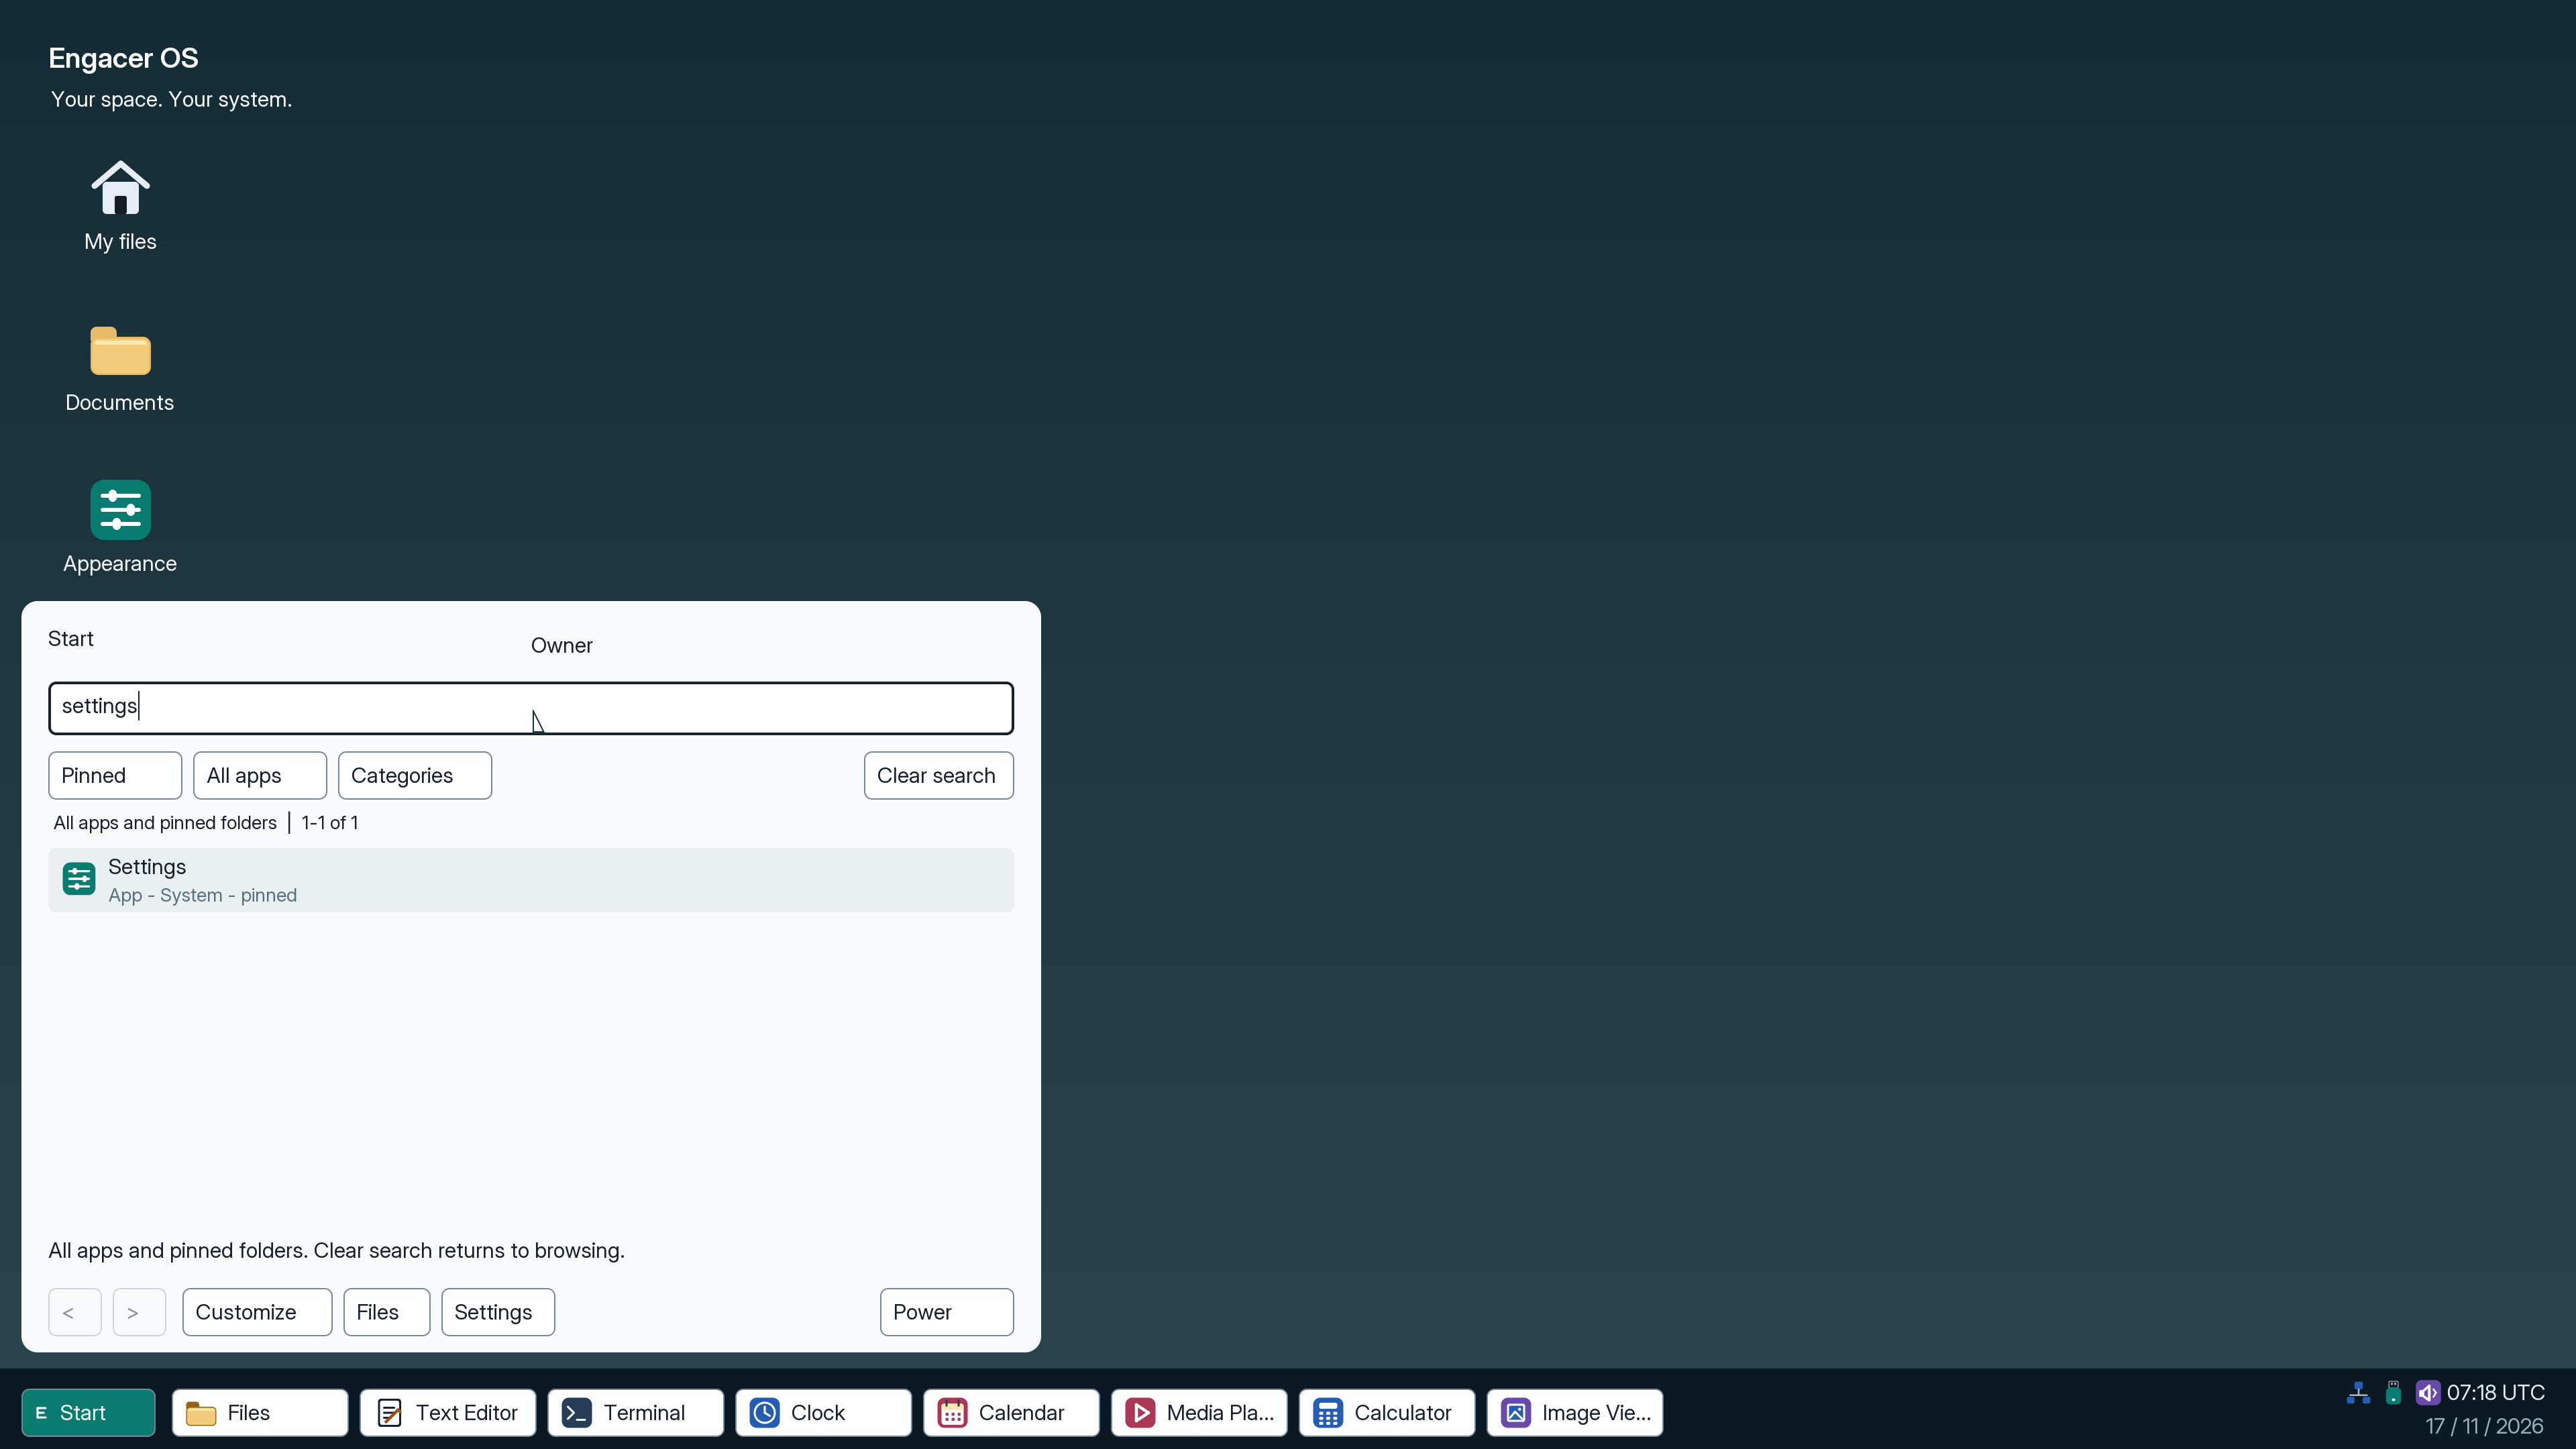 Engacer OS
Your space. Your system.
My files
Documents
Appearance
Start
Owner
settings
Pinned
All apps
Categories
Clear search
All apps and pinned folders | 1-1 of 1
Settings
App - System - pinned
All apps and pinned folders. Clear search returns to browsing.
<
>
Customize
Files
Settings
Power
E Start
Files
Text Editor
Terminal
Clock
Calendar
Media Pla...
Calculator
Image Vie...
07:18 UTC
17 / 11 / 2026